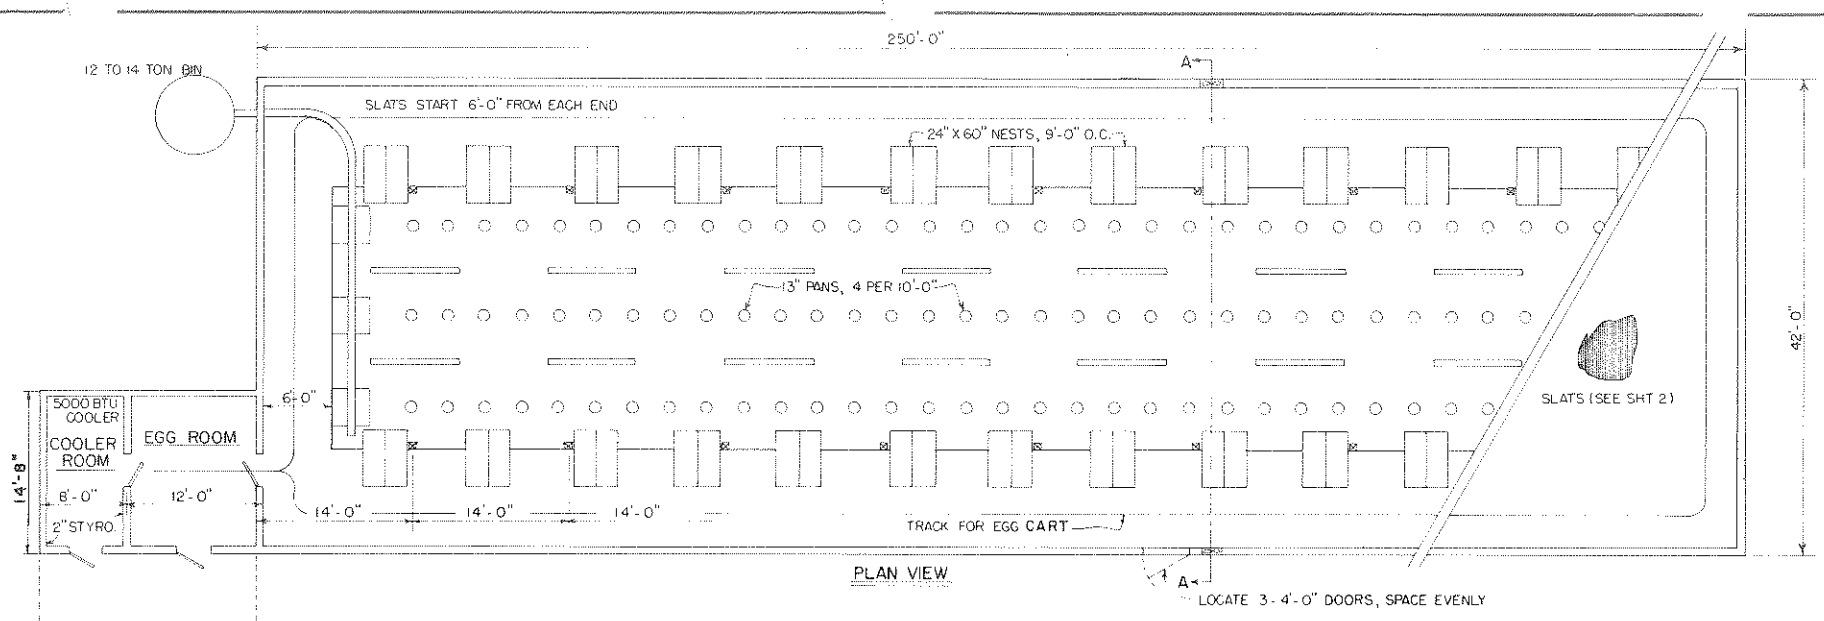 250'-0"
A
12 TO 14 TON BIN
SLATS START 6'-0" FROM EACH END
24" X 60" NESTS, 9'-0" O.C.
13" PANS, 4 PER 10'-0"
42'-0"
SLATS (SEE SHT 2)
6'-0"
5000 BTU
COOLER
COOLER
ROOM
EGG ROOM
14'-8"
8'-0"
12'-0"
2" STYRO.
14'-0"
14'-0"
14'-0"
TRACK FOR EGG CART
PLAN VIEW
A
LOCATE 3-4'-0" DOORS, SPACE EVENLY